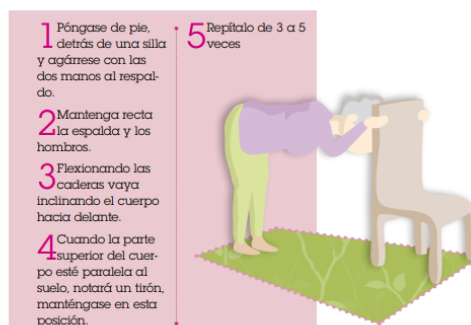 1 Póngase de pie,
detrás de una silla
y agárrese con las
dos manos al respal-
do.
2 Mantenga recta
la espalda y los
hombros.
3 Flexionando las
caderas vaya
inclinando el cuerpo
hacia delante.
4 Cuando la parte
superior del cuer-
po esté paralela al
suelo, notará un tirón,
manténgase en esta
posición.
5 Repítalo de 3 a 5
veces